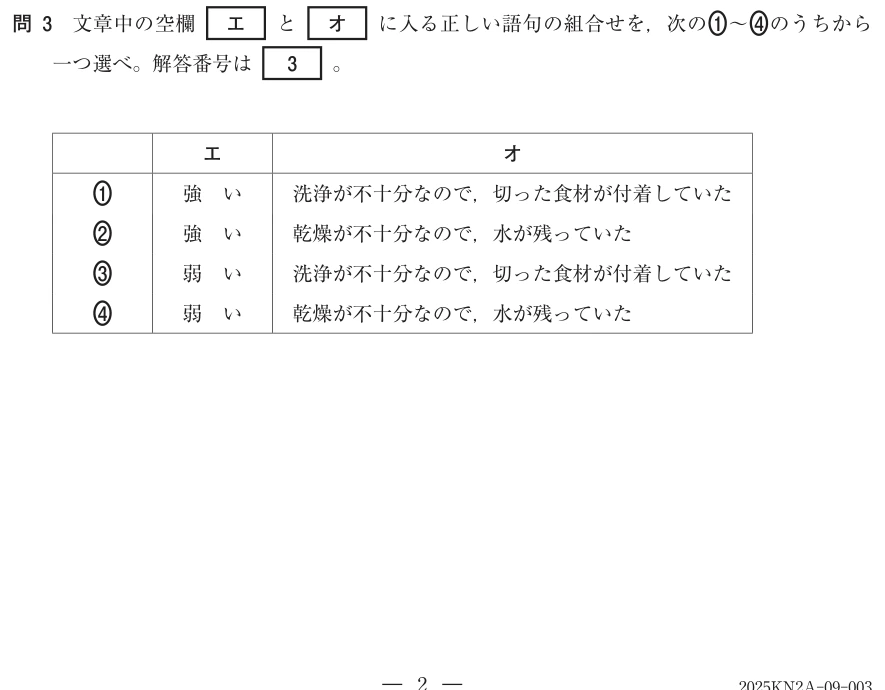 問 3 文章中の空欄 エ と オ に入る正しい語句の組合せを，次の①～④のうちから
一つ選べ。解答番号は 3 。
エ オ
① 強 い 洗浄が不十分なので，切った食材が付着していた
② 強 い 乾燥が不十分なので，水が残っていた
③ 弱 い 洗浄が不十分なので，切った食材が付着していた
④ 弱 い 乾燥が不十分なので，水が残っていた
— 2 —
2025KN2A-09-003